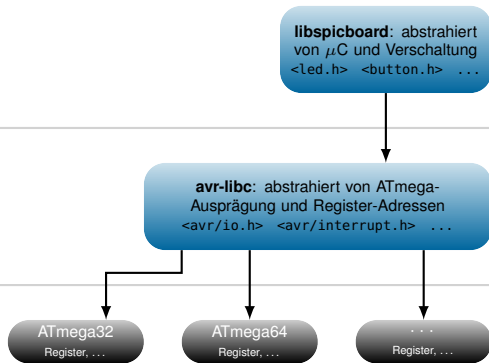 libspicboard: abstrahiert
von μC und Verschaltung
<led.h> <button.h> ...
avr-libc: abstrahiert von ATmega-
Ausprägung und Register-Adressen
<avr/io.h> <avr/interrupt.h> ...
ATmega32
Register, ...
ATmega64
Register, ...
...
Register, ...